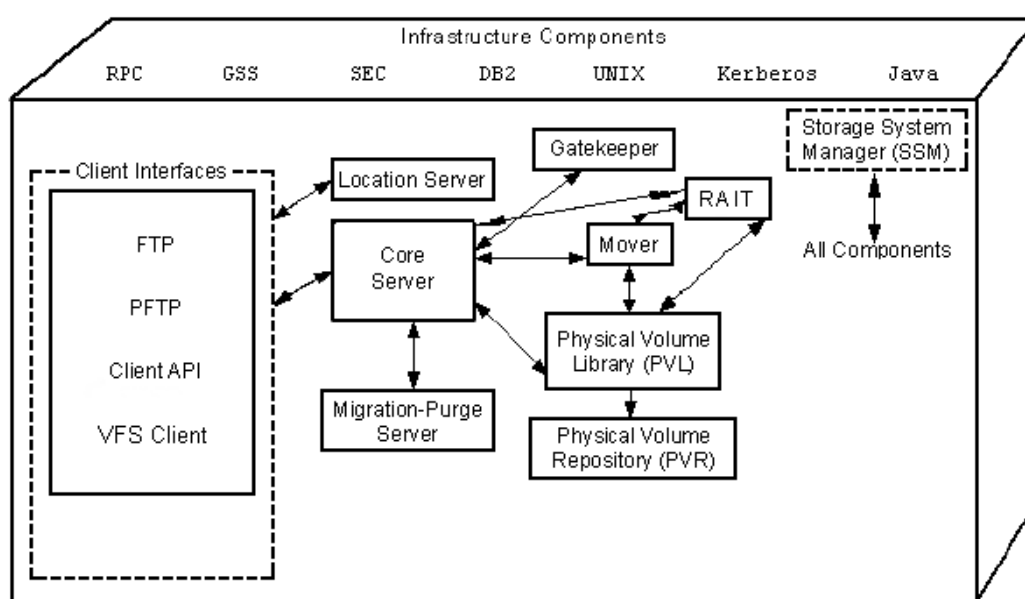 Infrastructure Components
RPC GSS SEC DB2 UNIX Kerberos Java
Storage System
Manager (SSM)
All Components
Client Interfaces
FTP
PFTP
Client API
VFS Client
Location Server
Gatekeeper
RAIT
Core
Server
Mover
Physical Volume
Library (PVL)
Migration-Purge
Server
Physical Volume
Repository (PVR)